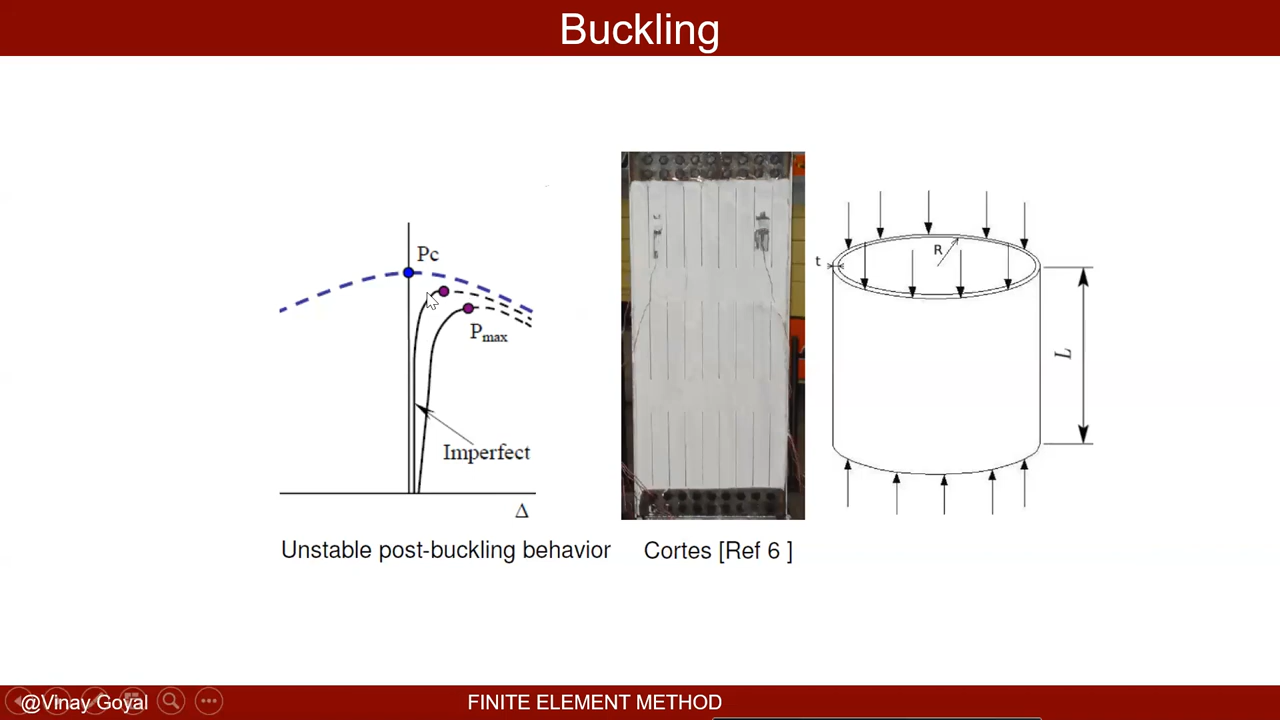 Buckling
Pc
Pmax
Imperfect
Δ
Unstable post-buckling behavior
Cortes [Ref 6 ]
t
R
L
@Vinay Goyal
FINITE ELEMENT METHOD